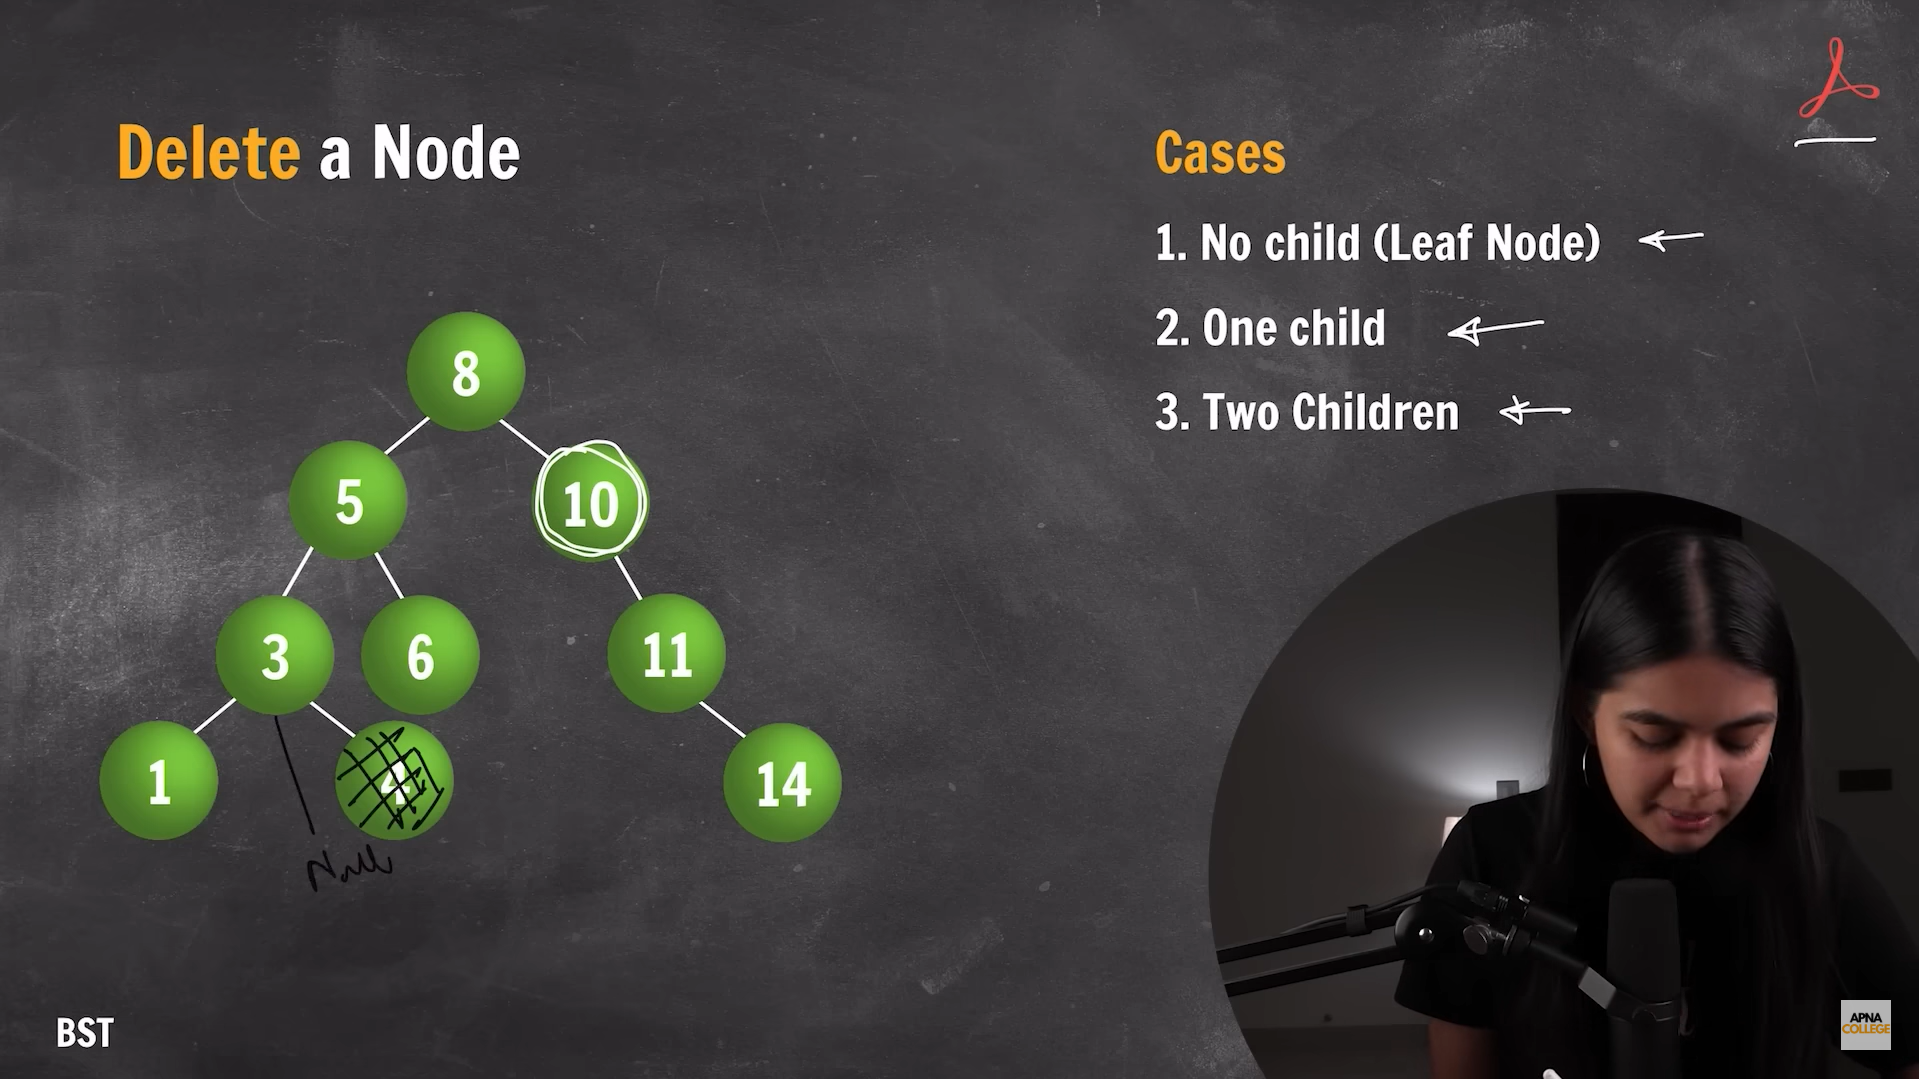 Delete a Node
Cases
1. No child (Leaf Node)
2. One child
3. Two Children
8
5
10
3
6
11
1
4
14
Null
BST
APNA
COLLEGE